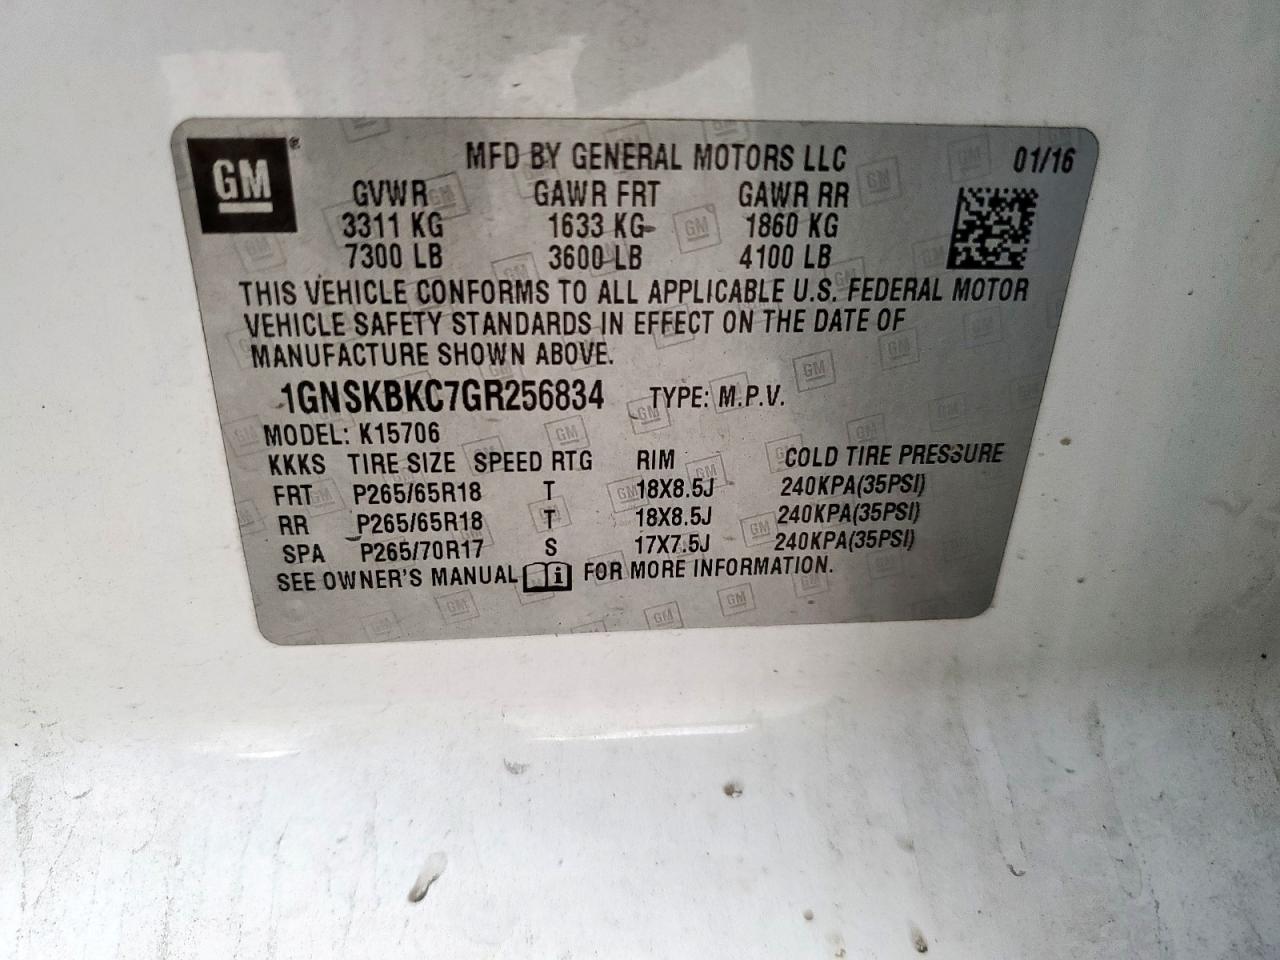 GM ® MFD BY GENERAL MOTORS LLC 01/16
GVWR GAWR FRT GAWR RR
3311 KG 1633 KG 1860 KG
7300 LB 3600 LB 4100 LB
THIS VEHICLE CONFORMS TO ALL APPLICABLE U.S. FEDERAL MOTOR
VEHICLE SAFETY STANDARDS IN EFFECT ON THE DATE OF
MANUFACTURE SHOWN ABOVE.
1GNSKBKC7GR256834 TYPE: M.P.V.
MODEL: K15706
KKKS TIRE SIZE SPEED RTG RIM COLD TIRE PRESSURE
FRT P265/65R18 T 18X8.5J 240KPA(35PSI)
RR P265/65R18 T 18X8.5J 240KPA(35PSI)
SPA P265/70R17 S 17X7.5J 240KPA(35PSI)
SEE OWNER'S MANUAL i FOR MORE INFORMATION.